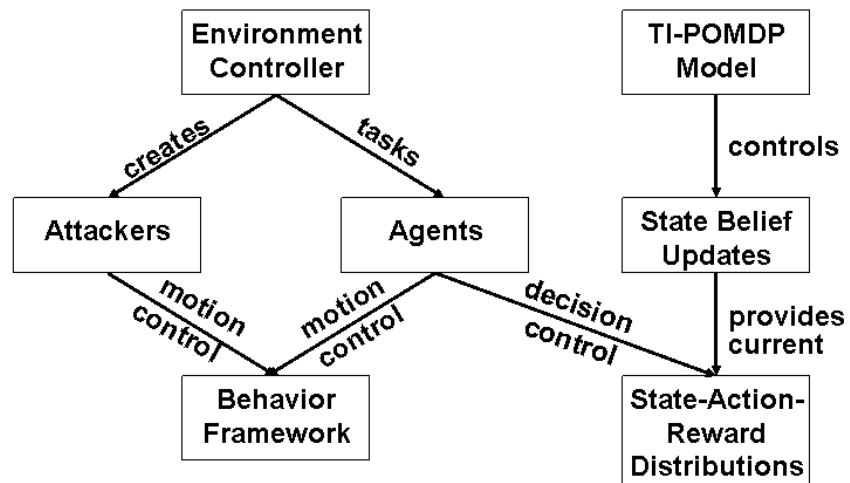 Environment
Controller
TI-POMDP
Model
creates
tasks
controls
Attackers
Agents
State Belief
Updates
motion
control
motion
control
decision
control
provides
current
Behavior
Framework
State-Action-
Reward
Distributions